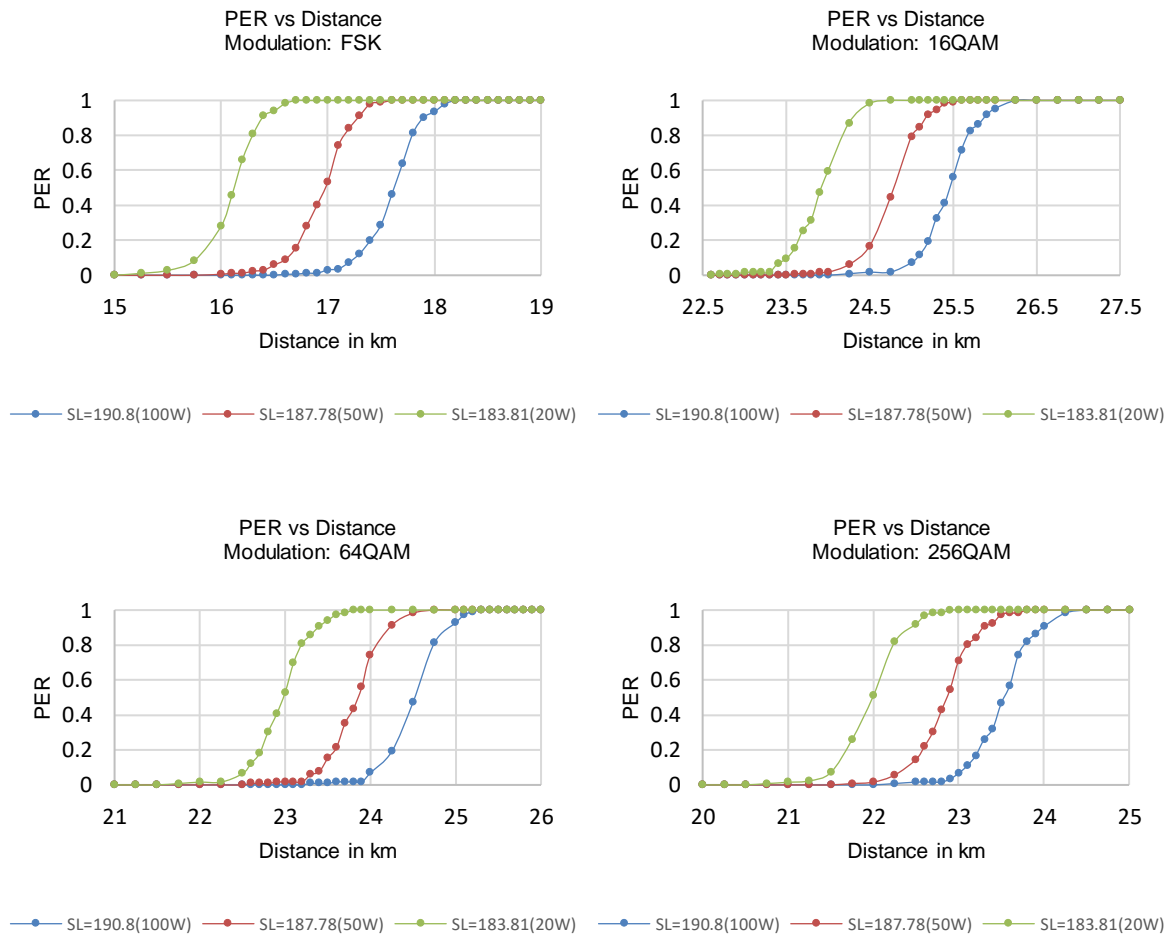 PER vs Distance
Modulation: FSK
PER
1
0.8
0.6
0.4
0.2
0
15 16 17 18 19
Distance in km
SL=190.8(100W) SL=187.78(50W) SL=183.81(20W)
PER vs Distance
Modulation: 16QAM
PER
1
0.8
0.6
0.4
0.2
0
22.5 23.5 24.5 25.5 26.5 27.5
Distance in km
SL=190.8(100W) SL=187.78(50W) SL=183.81(20W)
PER vs Distance
Modulation: 64QAM
PER
1
0.8
0.6
0.4
0.2
0
21 22 23 24 25 26
Distance in km
SL=190.8(100W) SL=187.78(50W) SL=183.81(20W)
PER vs Distance
Modulation: 256QAM
PER
1
0.8
0.6
0.4
0.2
0
20 21 22 23 24 25
Distance in km
SL=190.8(100W) SL=187.78(50W) SL=183.81(20W)